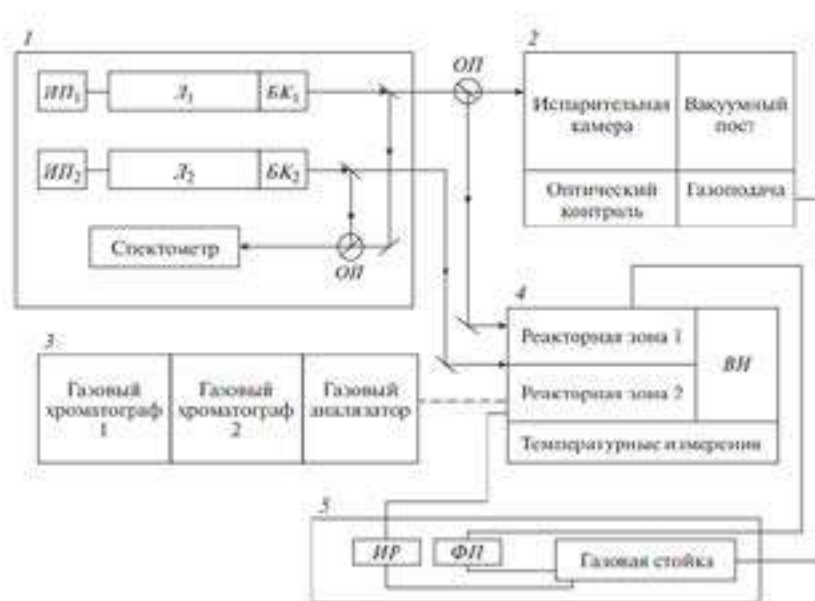 1
ИП₁
Л₁
БК₁
ИП₂
Л₂
БК₂
Спектометр
ОП
ОП
2
Испарительная
камера
Вакуумный
пост
Оптический
контроль
Газоподача
3
Газовый
хроматограф
1
Газовый
хроматограф
2
Газовый
анализатор
4
Реакторная зона 1
Реакторная зона 2
ВИ
Температурные измерения
5
ИР
ФП
Газовая стойка